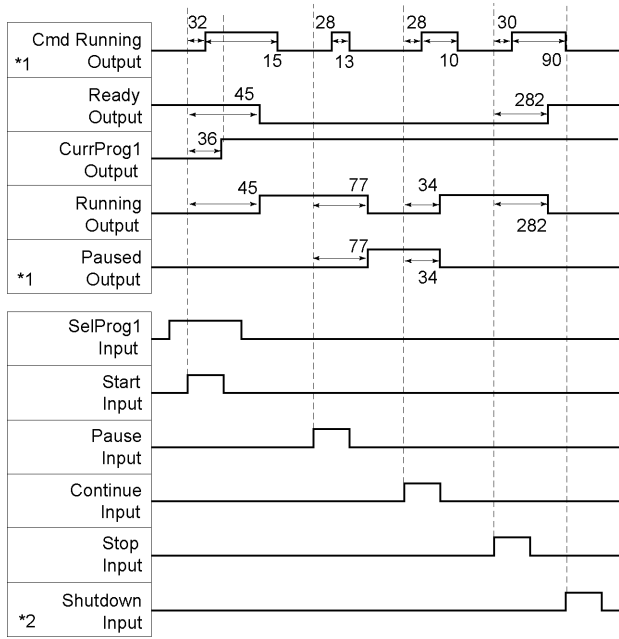 32 28 28 30
Cmd Running
*1 Output
15 13 10 90
Ready
Output
45 282
CurrProg1
Output
36
Running
Output
45 77 34 282
Paused
*1 Output
77 34
SelProg1
Input
Start
Input
Pause
Input
Continue
Input
Stop
Input
Shutdown
*2 Input